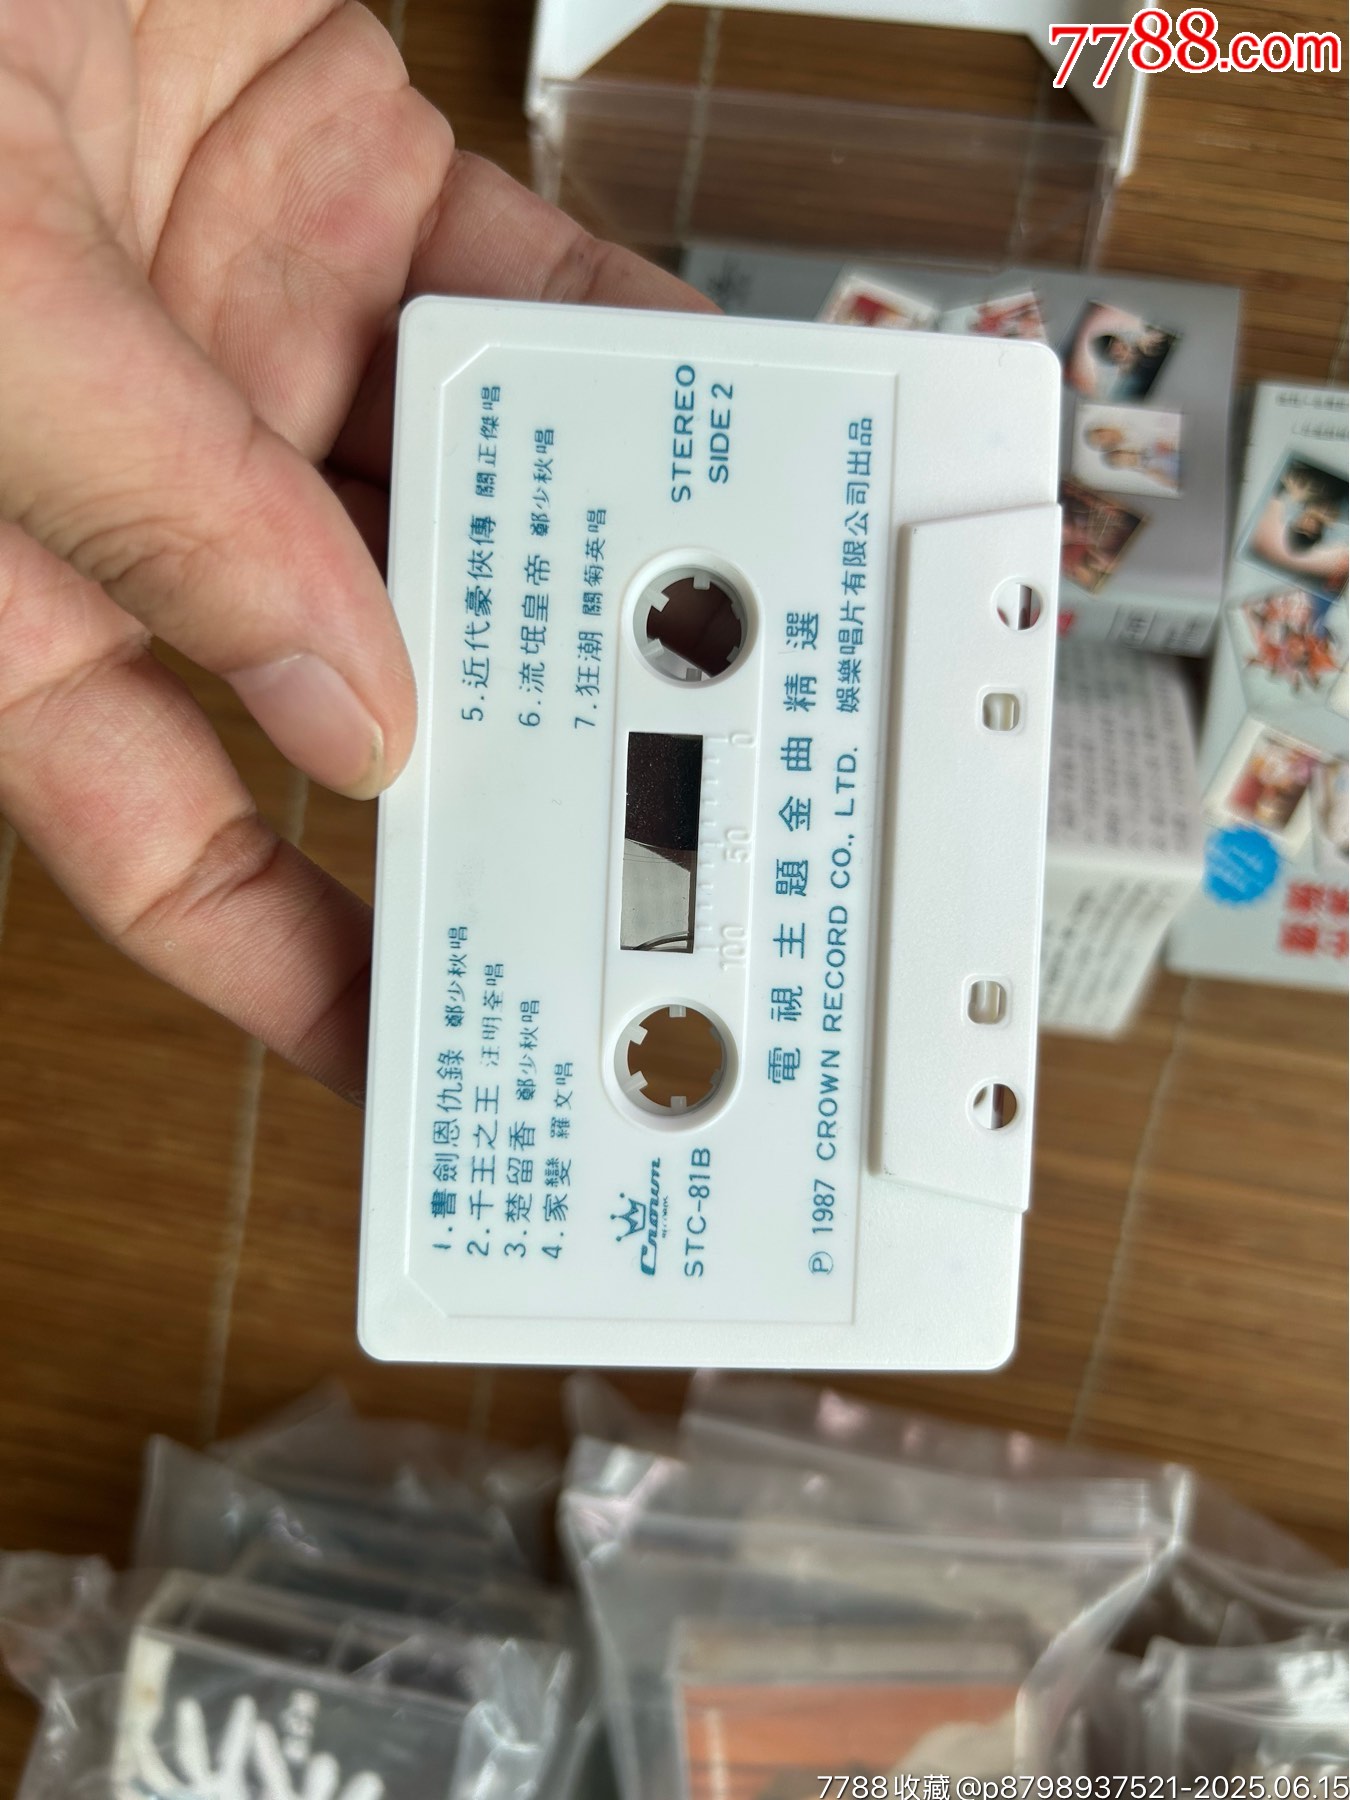 7788.com
1.書劍恩仇錄 鄭少秋唱
2.千王之王 汪明荃唱
3.楚留香 鄭少秋唱
4.家變 羅文唱
5.近代豪俠傳 關正傑唱
6.流氓皇帝 鄭少秋唱
7.狂潮 關菊英唱
Crown
STC-81B
STEREO
SIDE 2
100 50 0
電視主題金曲精選
Ⓟ 1987 CROWN RECORD CO., LTD. 娛樂唱片有限公司出品
7788收藏@p8798937521-2025.06.15